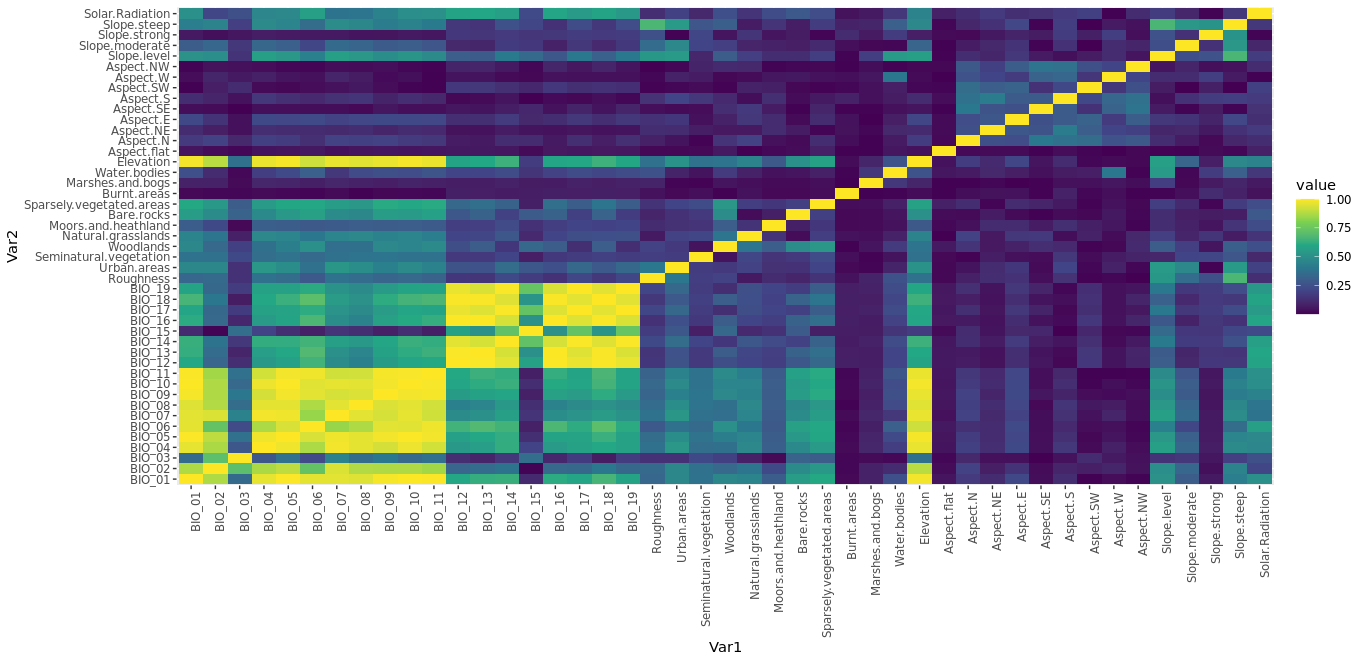 Var2
Solar.Radiation
Slope.steep
Slope.strong
Slope.moderate
Slope.level
Aspect.NW
Aspect.W
Aspect.SW
Aspect.S
Aspect.SE
Aspect.E
Aspect.NE
Aspect.N
Aspect.flat
Elevation
Water.bodies
Marshes.and.bogs
Burnt.areas
Sparsely.vegetated.areas
Bare.rocks
Moors.and.heathland
Natural.grasslands
Woodlands
Seminatural.vegetation
Urban.areas
Roughness
BIO_19
BIO_18
BIO_17
BIO_16
BIO_15
BIO_14
BIO_13
BIO_12
BIO_11
BIO_10
BIO_09
BIO_08
BIO_07
BIO_06
BIO_05
BIO_04
BIO_03
BIO_02
BIO_01
BIO_01
BIO_02
BIO_03
BIO_04
BIO_05
BIO_06
BIO_07
BIO_08
BIO_09
BIO_10
BIO_11
BIO_12
BIO_13
BIO_14
BIO_15
BIO_16
BIO_17
BIO_18
BIO_19
Roughness
Urban.areas
Seminatural.vegetation
Woodlands
Natural.grasslands
Moors.and.heathland
Bare.rocks
Sparsely.vegetated.areas
Burnt.areas
Marshes.and.bogs
Water.bodies
Elevation
Aspect.flat
Aspect.N
Aspect.NE
Aspect.E
Aspect.SE
Aspect.S
Aspect.SW
Aspect.W
Aspect.NW
Slope.level
Slope.moderate
Slope.strong
Slope.steep
Solar.Radiation
Var1
value
1.00
0.75
0.50
0.25